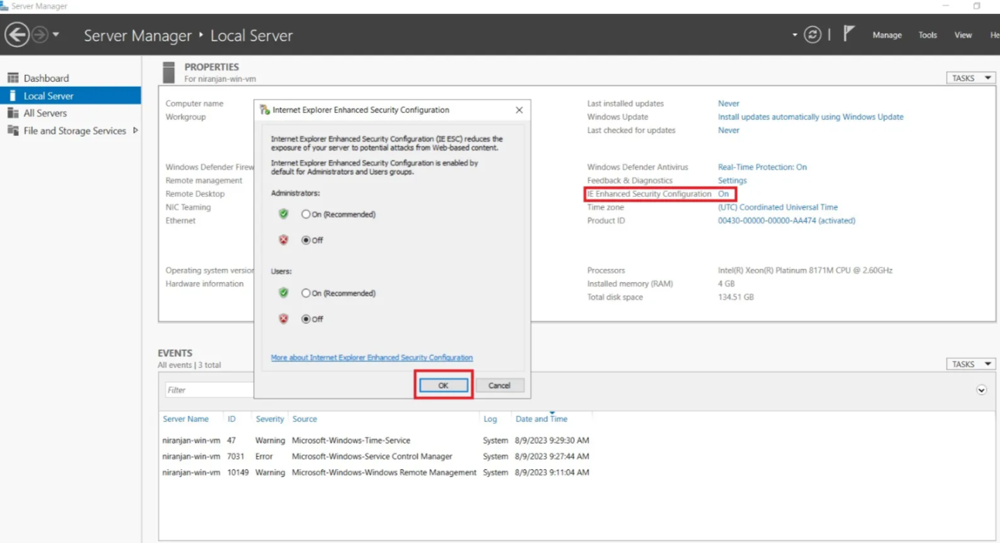 Server Manager
Server Manager ‣ Local Server
Manage Tools View He
Dashboard
Local Server
All Servers
File and Storage Services
PROPERTIES
For niranjan-win-vm
TASKS
Computer name
Workgroup
Windows Defender Firew
Remote management
Remote Desktop
NIC Teaming
Ethernet
Operating system version
Hardware information
Last installed updates Never
Windows Update Install updates automatically using Windows Update
Last checked for updates Never
Windows Defender Antivirus Real-Time Protection: On
Feedback & Diagnostics Settings
IE Enhanced Security Configuration On
Time zone (UTC) Coordinated Universal Time
Product ID 00430-00000-00000-AA474 (activated)
Processors Intel(R) Xeon(R) Platinum 8171M CPU @ 2.60GHz
Installed memory (RAM) 4 GB
Total disk space 134.51 GB
Internet Explorer Enhanced Security Configuration
Internet Explorer Enhanced Security Configuration (IE ESC) reduces the
exposure of your server to potential attacks from Web-based content.
Internet Explorer Enhanced Security Configuration is enabled by
default for Administrators and Users groups.
Administrators:
On (Recommended)
Off
Users:
On (Recommended)
Off
More about Internet Explorer Enhanced Security Configuration
OK Cancel
EVENTS
All events | 3 total
TASKS
Filter
Server Name ID Severity Source Log Date and Time
niranjan-win-vm 47 Warning Microsoft-Windows-Time-Service System 8/9/2023 9:29:30 AM
niranjan-win-vm 7031 Error Microsoft-Windows-Service Control Manager System 8/9/2023 9:27:44 AM
niranjan-win-vm 10149 Warning Microsoft-Windows-Windows Remote Management System 8/9/2023 9:11:04 AM